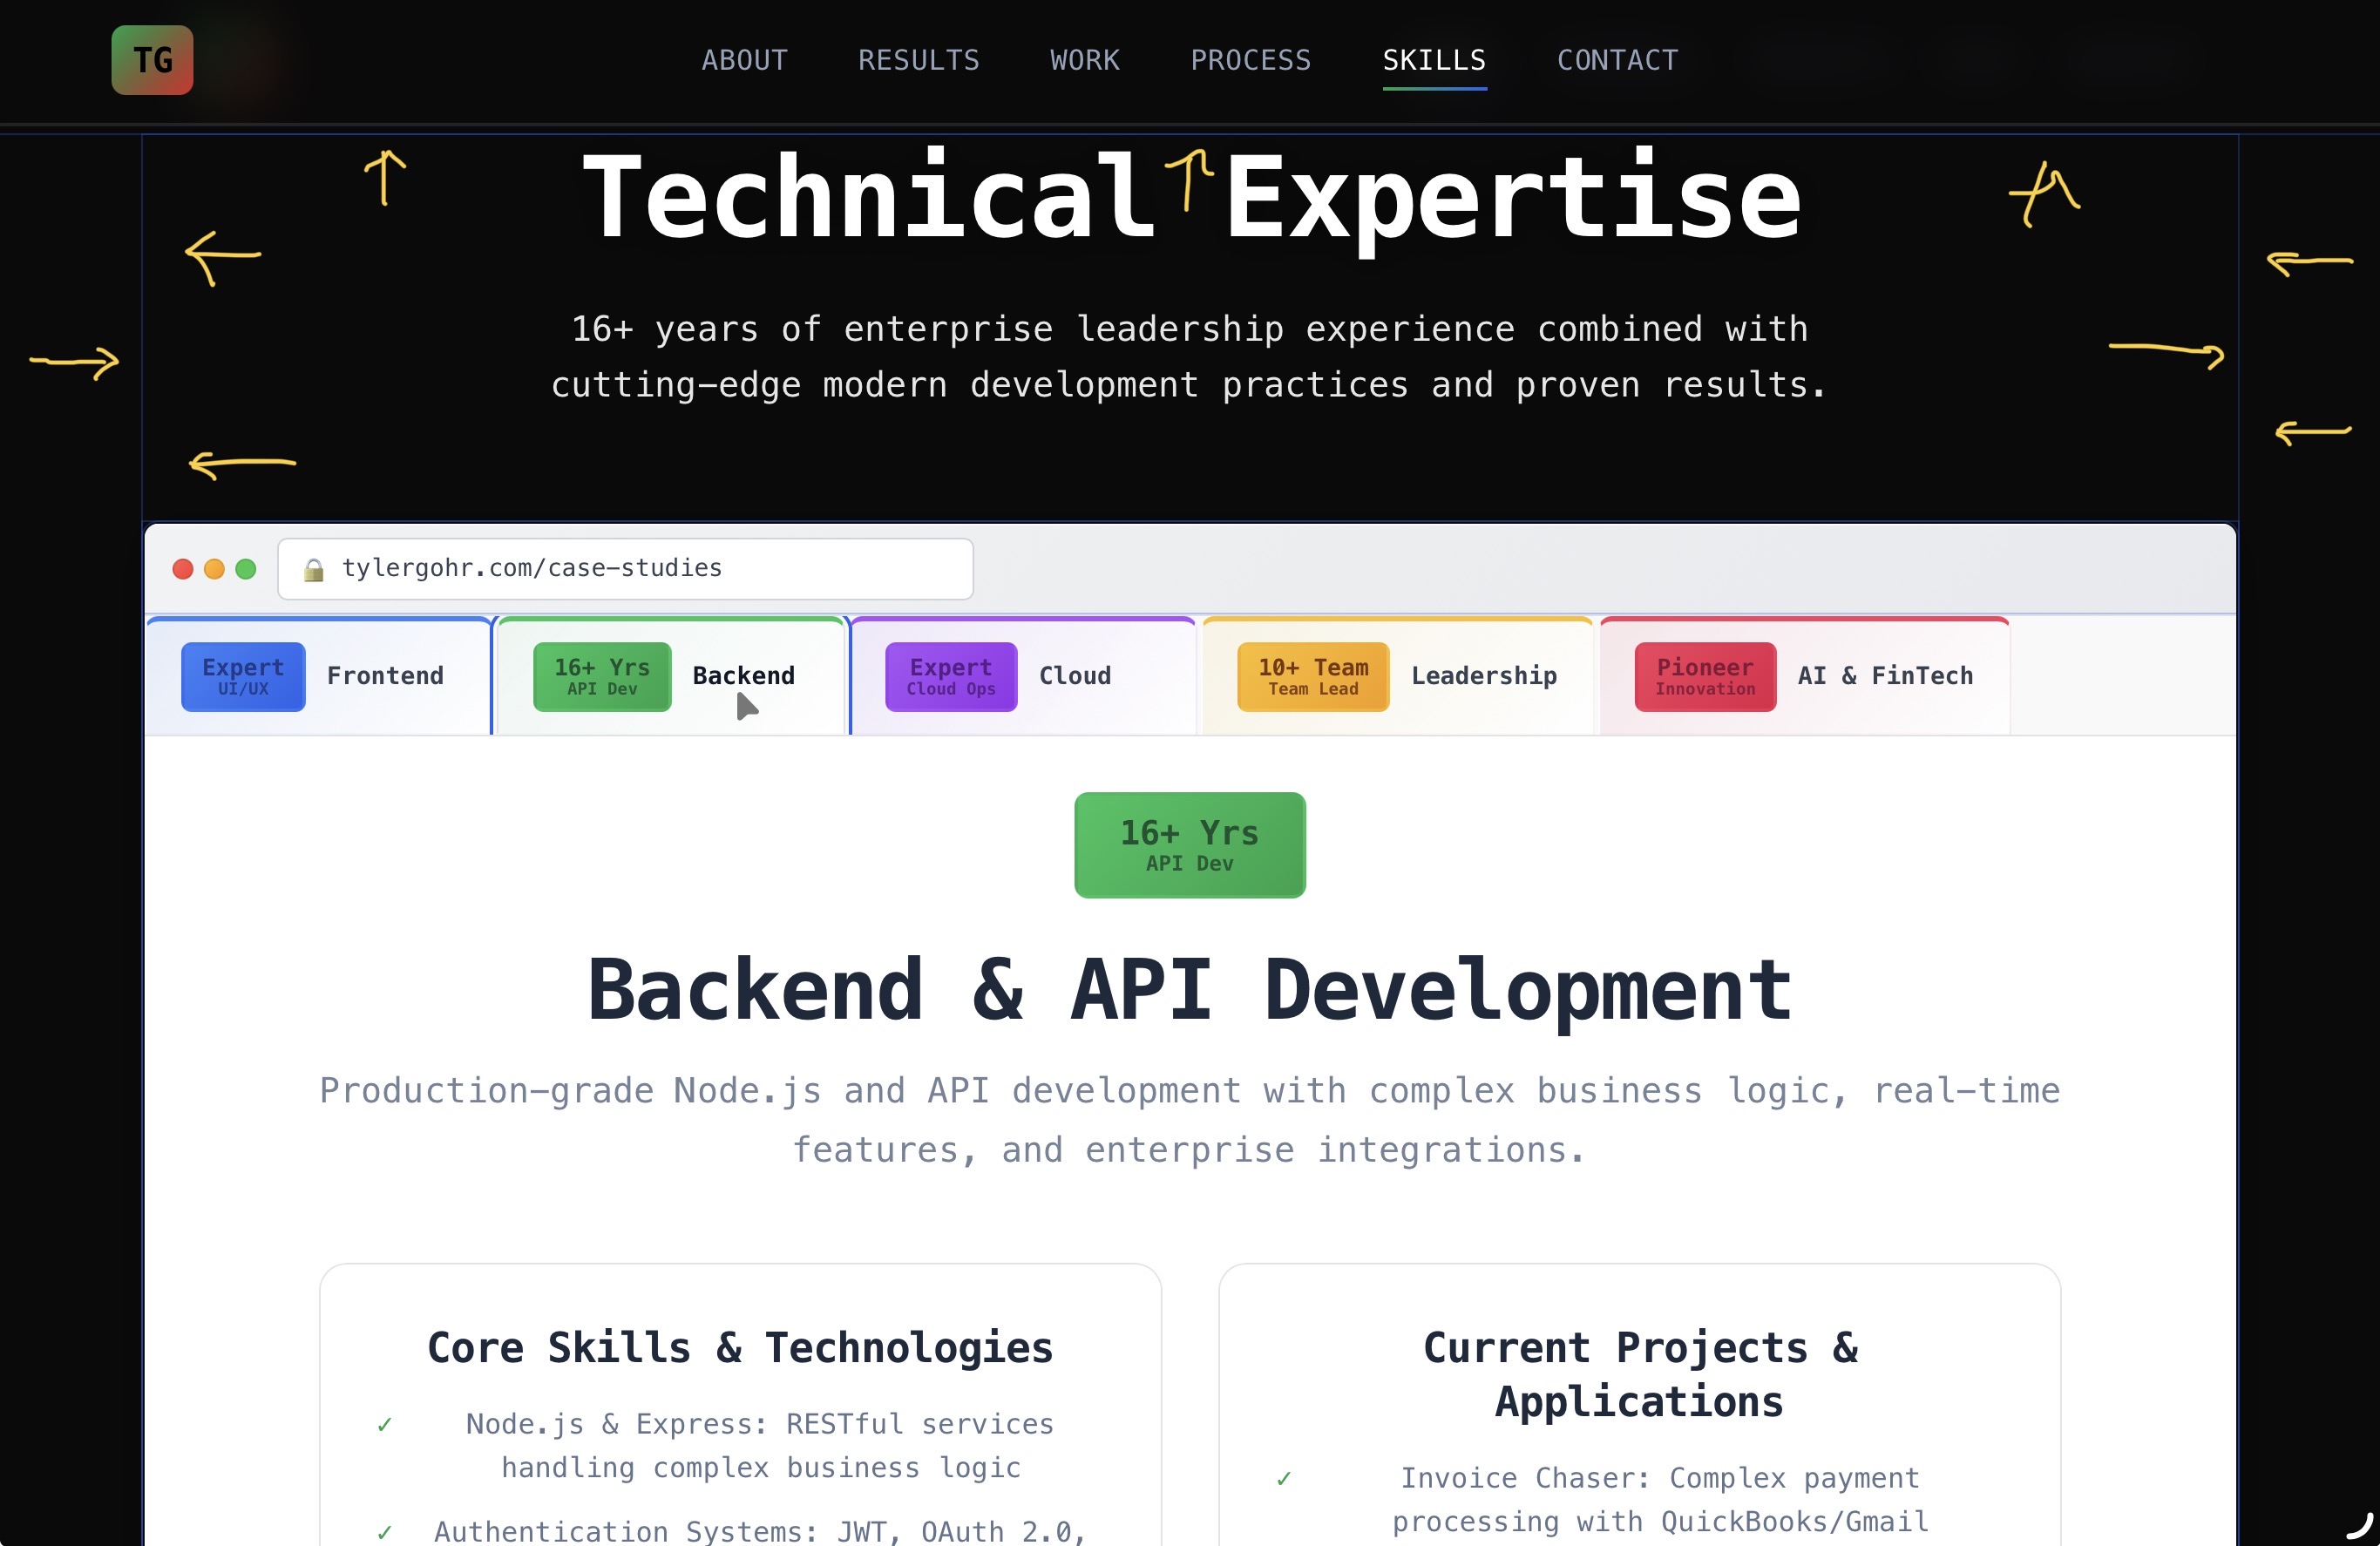 TG
ABOUT RESULTS WORK PROCESS SKILLS CONTACT
Technical Expertise
16+ years of enterprise leadership experience combined with
cutting-edge modern development practices and proven results.
tylergohr.com/case-studies
Expert
UI/UX
Frontend
16+ Yrs
API Dev
Backend
Expert
Cloud Ops
Cloud
10+ Team
Team Lead
Leadership
Pioneer
Innovation
AI & FinTech
16+ Yrs
API Dev
Backend & API Development
Production-grade Node.js and API development with complex business logic, real-time
features, and enterprise integrations.
Core Skills & Technologies
✓ Node.js & Express: RESTful services
handling complex business logic
✓ Authentication Systems: JWT, OAuth 2.0,
Current Projects &
Applications
✓ Invoice Chaser: Complex payment
processing with QuickBooks/Gmail